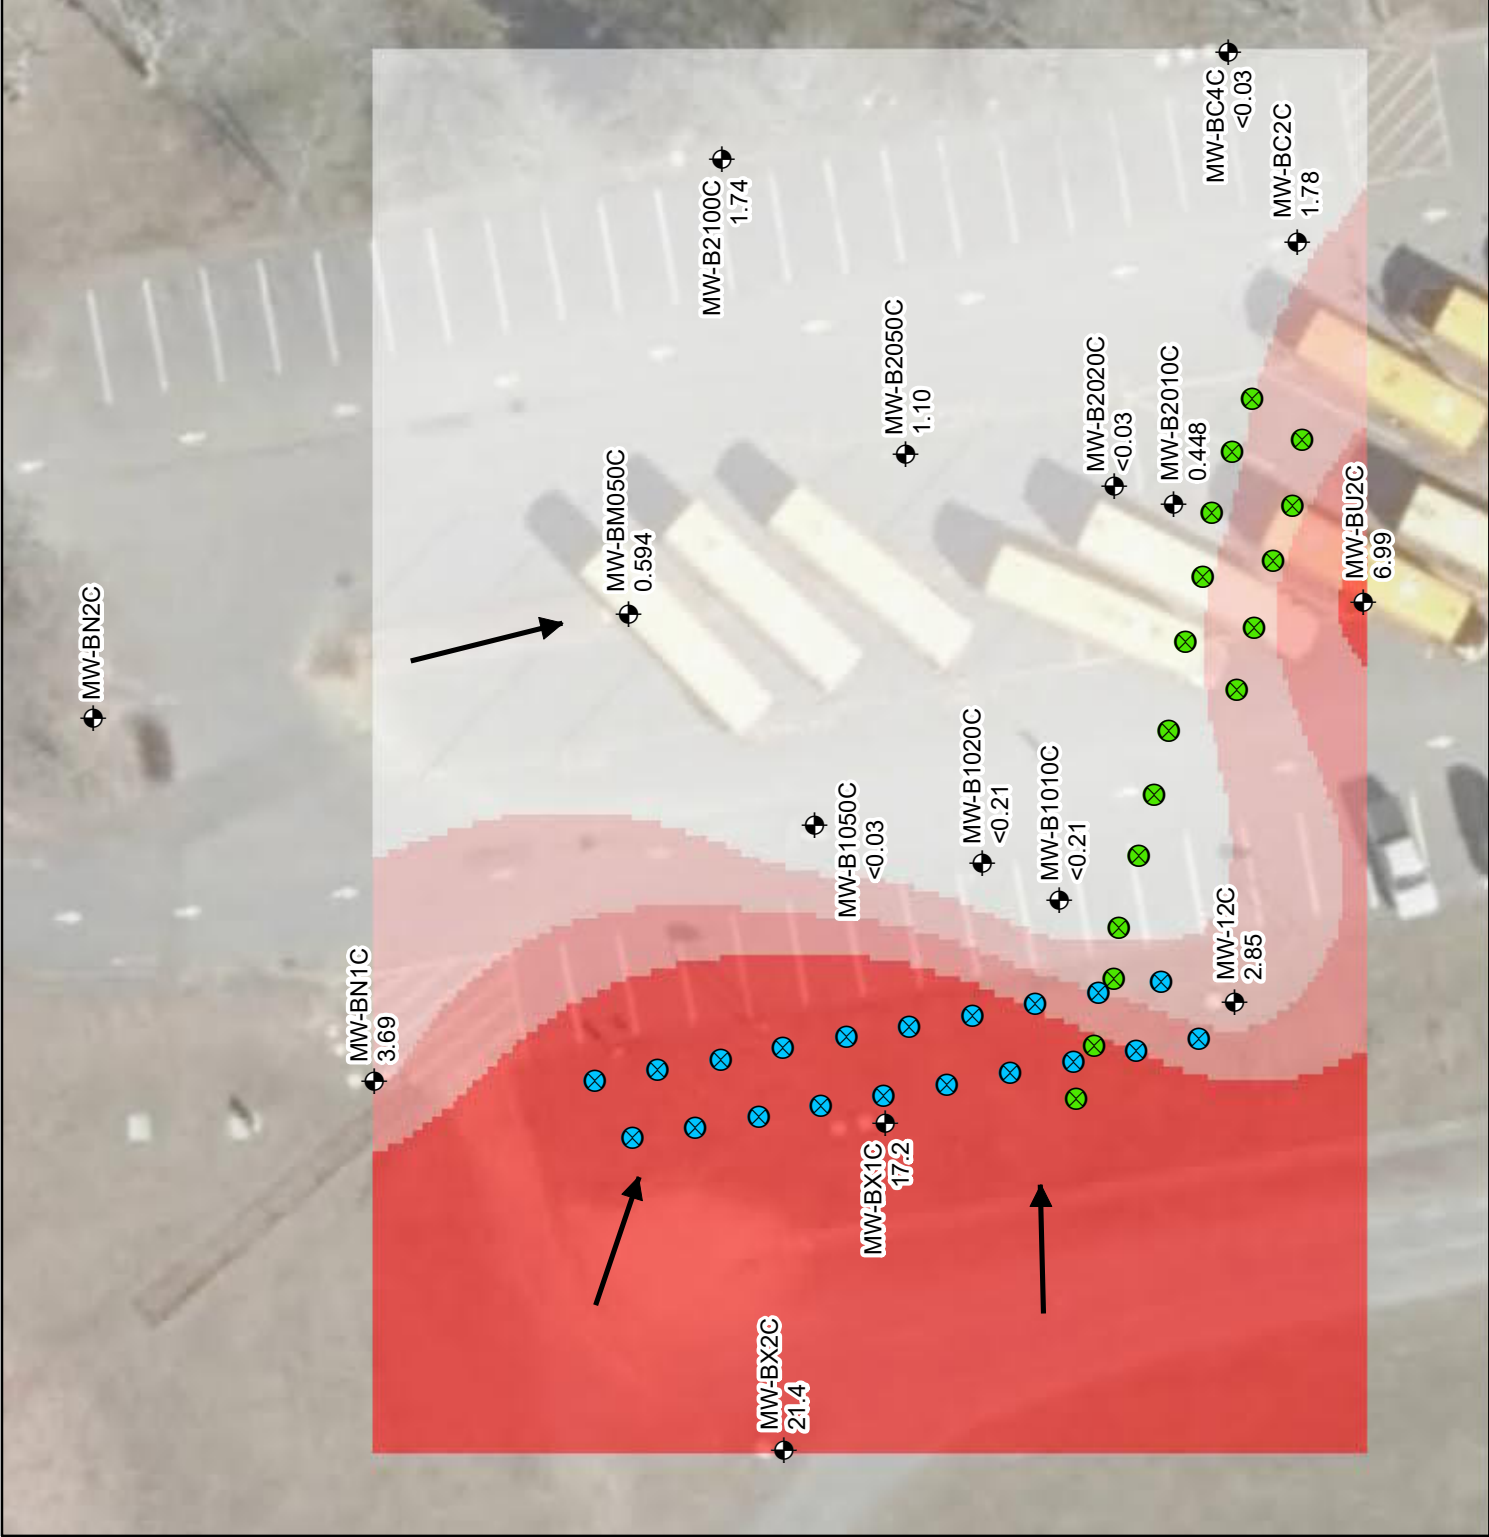 MW-BN2C
MW-BN1C
3.69
MW-BX2C
21.4
MW-BX1C
17.2
MW-B1050C
<0.03
MW-B1020C
<0.21
MW-B1010C
<0.21
MW-12C
2.85
MW-BM050C
0.594
MW-B2100C
1.74
MW-B2050C
1.10
MW-B2020C
<0.03
MW-B2010C
0.448
MW-BU2C
6.99
MW-BC4C
<0.03
MW-BC2C
1.78